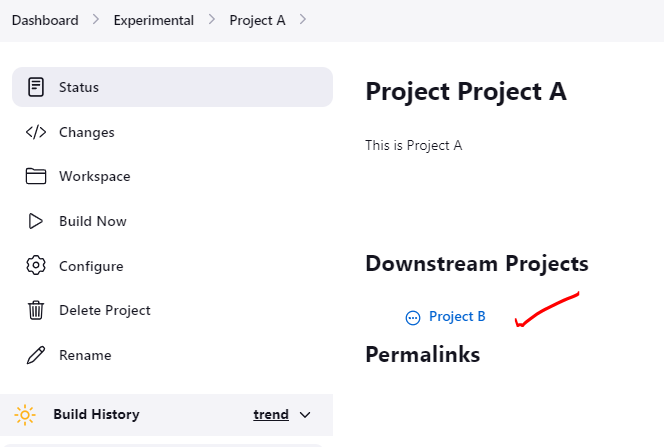 Dashboard > Experimental > Project A >
Status
Changes
Workspace
Build Now
Configure
Delete Project
Rename
Build History trend
Project Project A
This is Project A
Downstream Projects
Project B
Permalinks